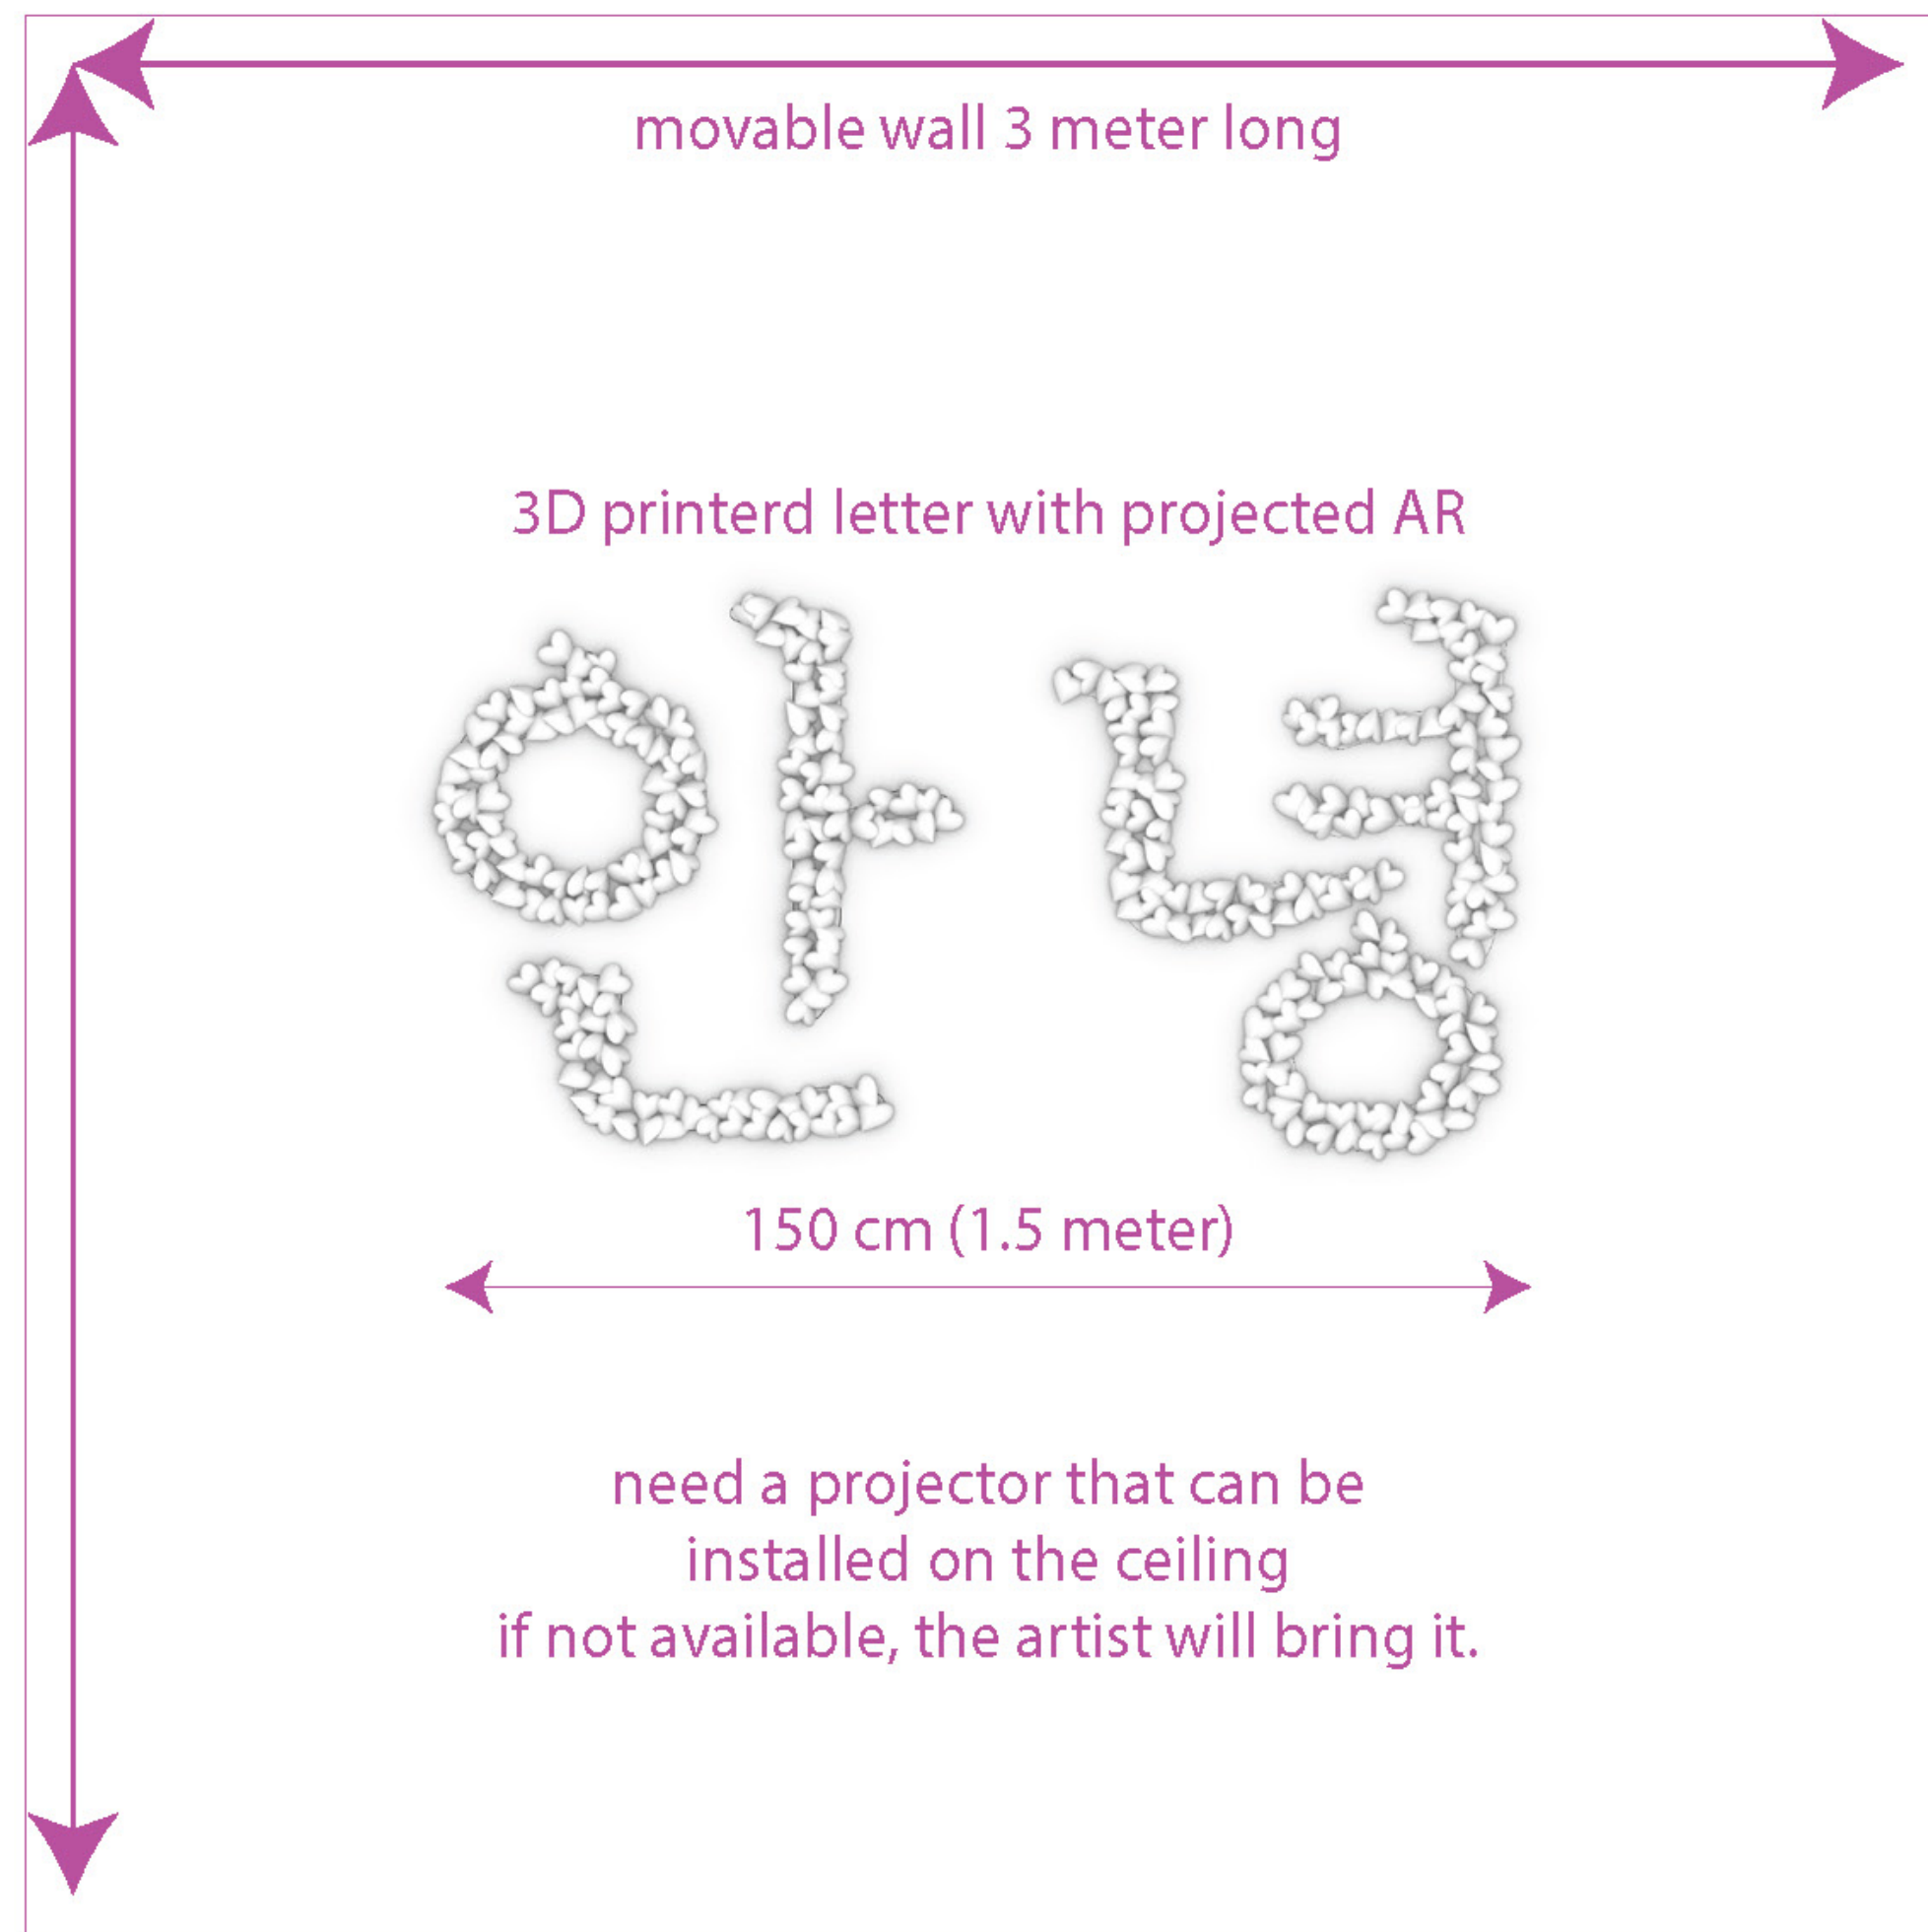 movable wall 3 meter long
3D printerd letter with projected AR
안녕
150 cm (1.5 meter)
need a projector that can be
installed on the ceiling
if not available, the artist will bring it.